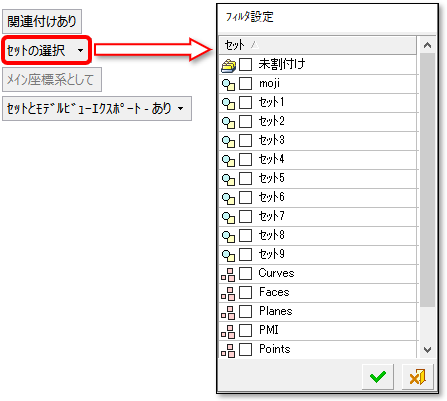 関連付けあり
ｾｯﾄの選択
ﾒｲﾝ座標系として
ｾｯﾄとﾓﾃﾞﾙﾋﾞｭｰｴｸｽﾎﾟｰﾄ - あり
ﾌｨﾙﾀ設定
ｾｯﾄ
未割付け
moji
ｾｯﾄ1
ｾｯﾄ2
ｾｯﾄ3
ｾｯﾄ4
ｾｯﾄ5
ｾｯﾄ6
ｾｯﾄ7
ｾｯﾄ8
ｾｯﾄ9
Curves
Faces
Planes
PMI
Points